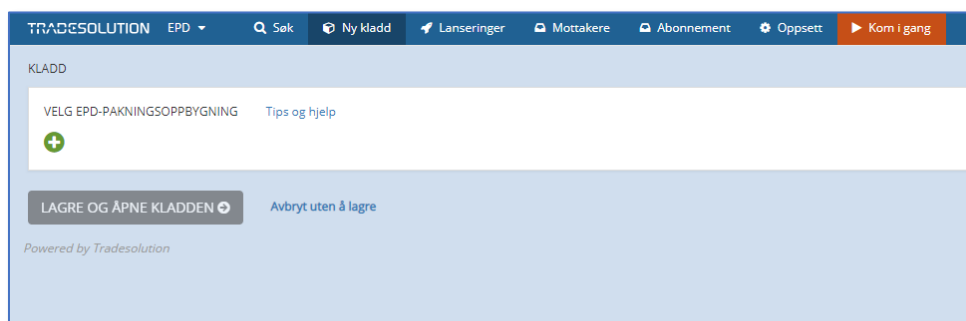 TRADESOLUTION EPD Søk Ny kladd Lanseringer Mottakere Abonnement Oppsett Kom i gang
KLADD
VELG EPD-PAKNINGSOPPBYGNING Tips og hjelp
LAGRE OG ÅPNE KLADDEN Avbryt uten å lagre
Powered by Tradesolution